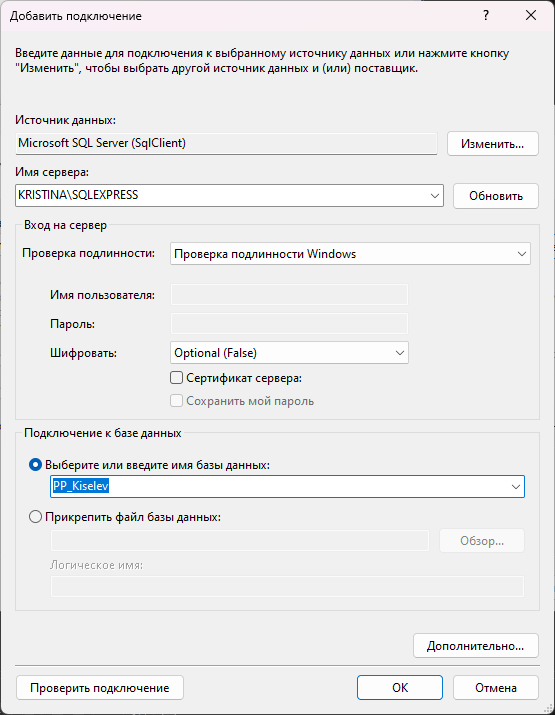 Добавить подключение
?
Введите данные для подключения к выбранному источнику данных или нажмите кнопку
"Изменить", чтобы выбрать другой источник данных и (или) поставщик.
Источник данных:
Microsoft SQL Server (SqlClient)
Изменить...
Имя сервера:
KRISTINA\SQLEXPRESS
Обновить
Вход на сервер
Проверка подлинности:
Проверка подлинности Windows
Имя пользователя:
Пароль:
Шифровать:
Optional (False)
Сертификат сервера:
Сохранить мой пароль
Подключение к базе данных
Выберите или введите имя базы данных:
PP_Kiselev
Прикрепить файл базы данных:
Обзор...
Логическое имя:
Дополнительно...
Проверить подключение
ОК
Отмена